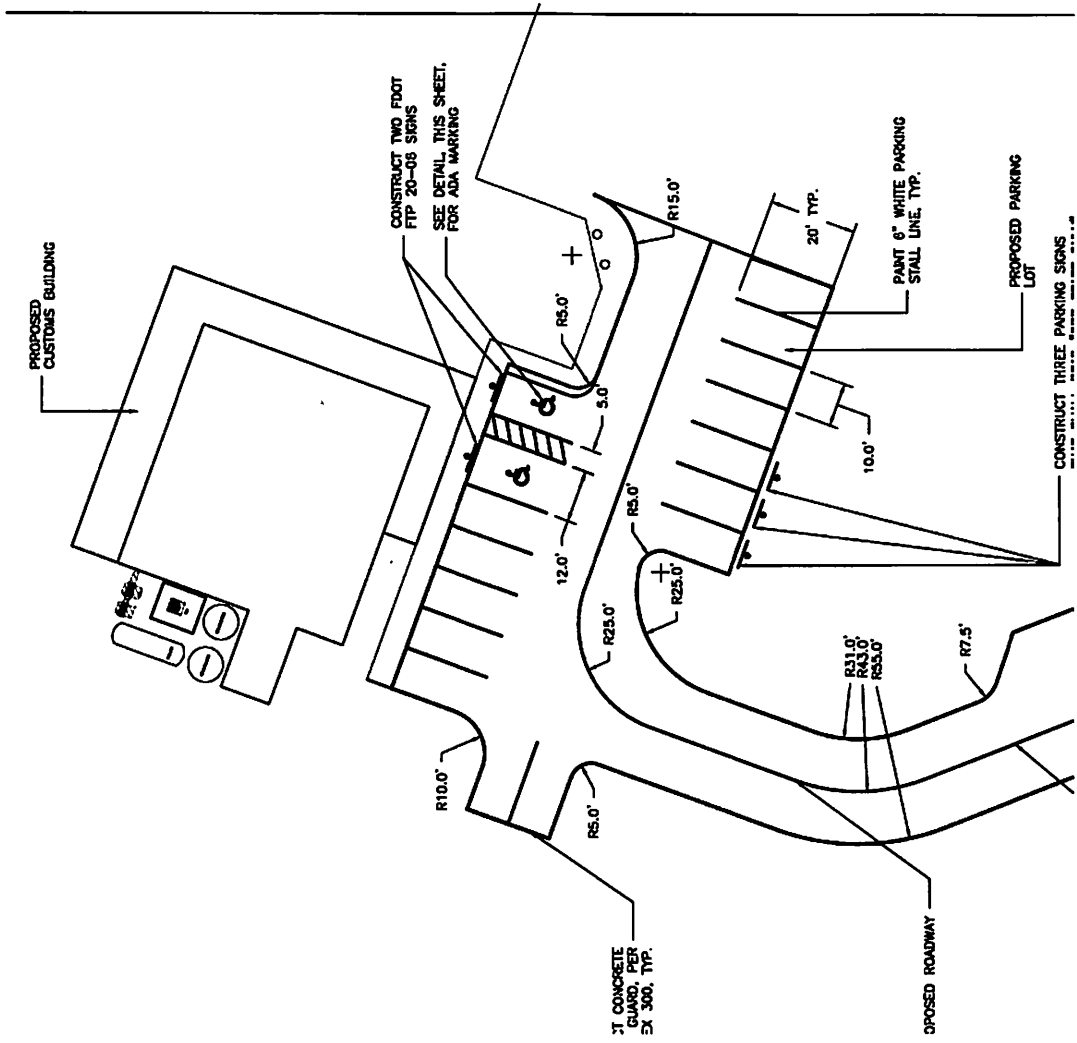 PROPOSED
CUSTOMS BUILDING
CONSTRUCT TWO FDOT
FTP 20-08 SIGNS
SEE DETAIL, THIS SHEET,
FOR ADA MARKING
R15.0'
R5.0'
5.0'
20' TYP.
PAINT 6" WHITE PARKING
STALL LINE, TYP.
PROPOSED PARKING
LOT
10.0'
12.0'
R5.0'
R25.0'
R25.0'
CONSTRUCT THREE PARKING SIGNS
R10.0'
R5.0'
R31.0'
R43.0'
R55.0'
R7.5'
CT CONCRETE
GUARD, PER
EX 300, TYP.
OPOSED ROADWAY